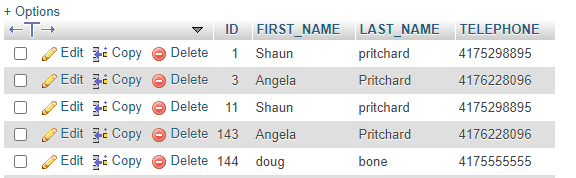 + Options
ID FIRST_NAME LAST_NAME TELEPHONE
Edit Copy Delete 1 Shaun pritchard 4175298895
Edit Copy Delete 3 Angela Pritchard 4176228096
Edit Copy Delete 11 Shaun pritchard 4175298895
Edit Copy Delete 143 Angela Pritchard 4176228096
Edit Copy Delete 144 doug bone 4175555555